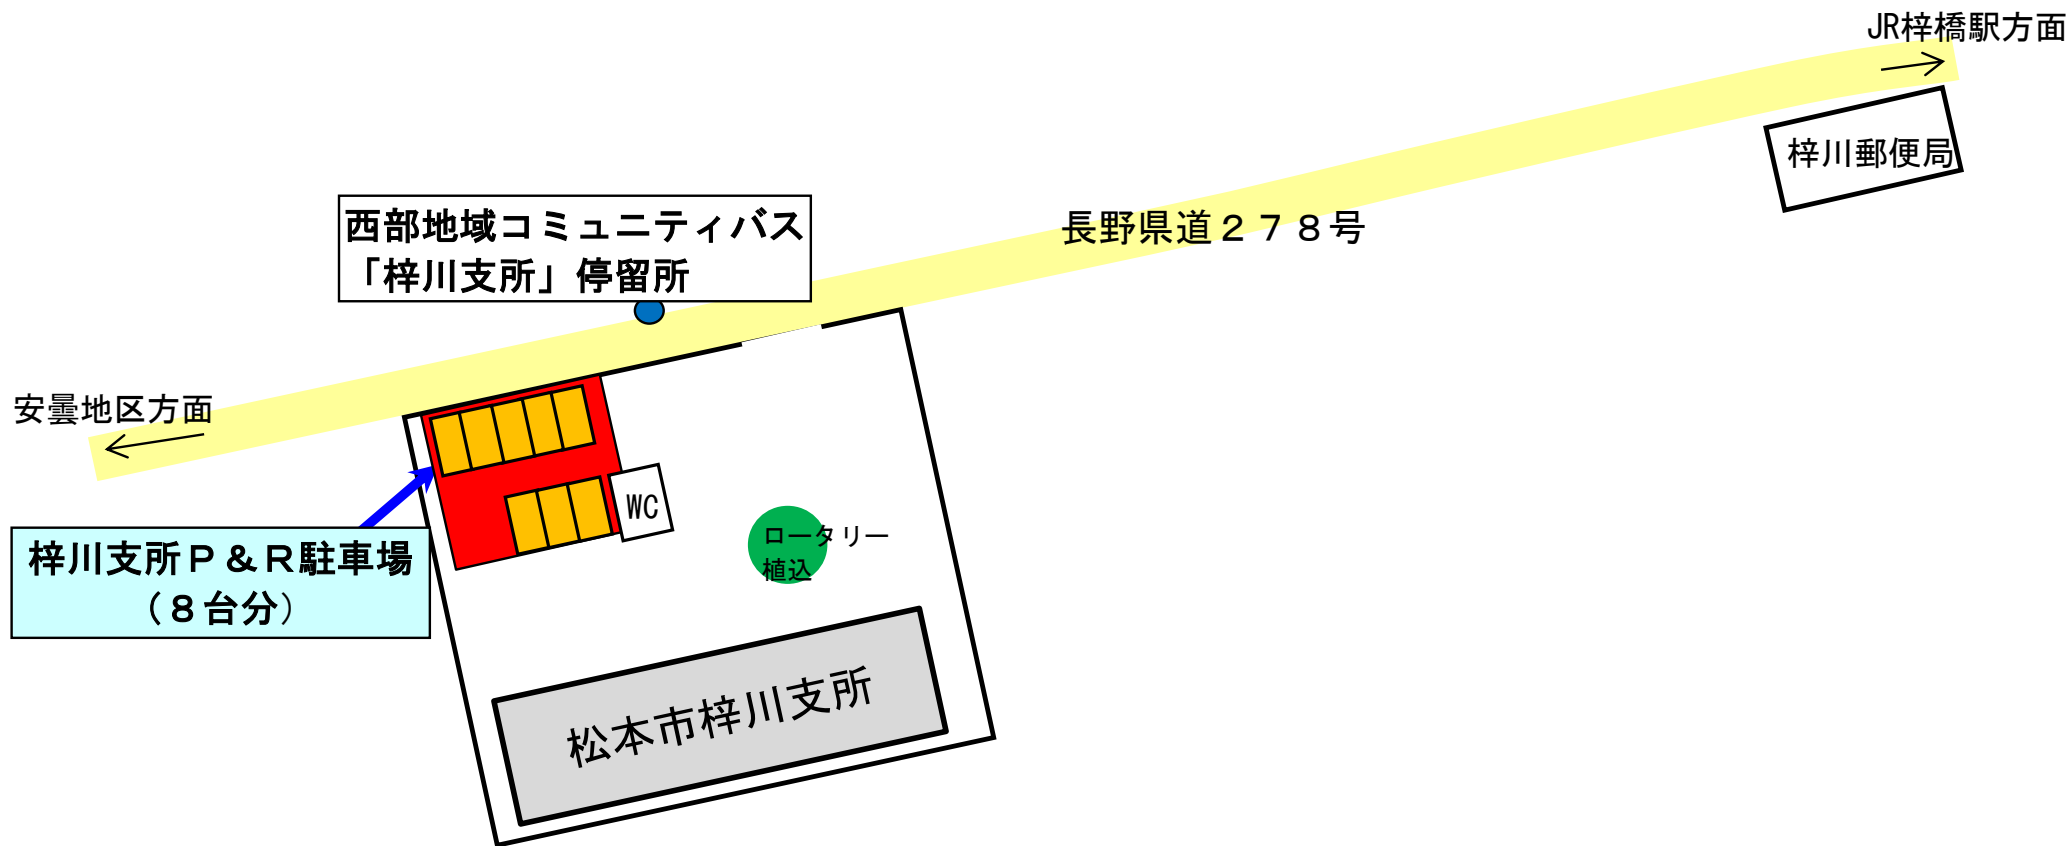 JR梓橋駅方面
梓川郵便局
西部地域コミュニティバス
「梓川支所」停留所
長野県道２７８号
安曇地区方面
WC
ロータリー
植込
梓川支所Ｐ＆Ｒ駐車場
（８台分）
松本市梓川支所